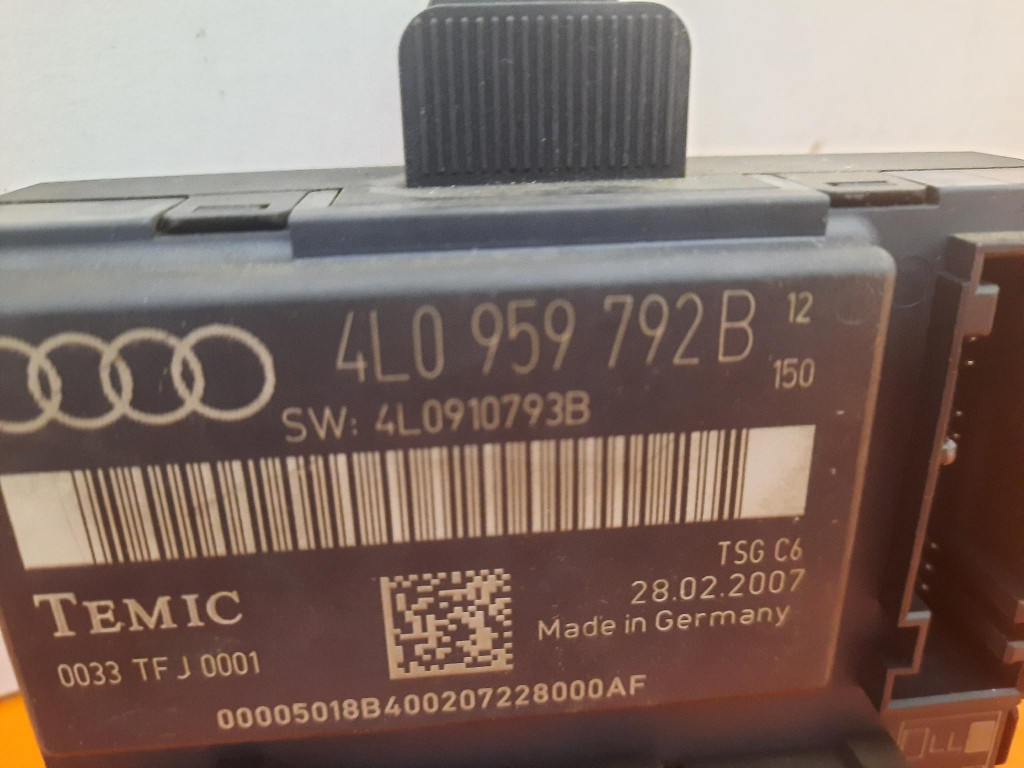 4L0 959 792 B 12
150
SW: 4L0910793B
TSG C6
28.02.2007
Made in Germany
TEMIC
0033 TF J 0001
00005018B400207228000AF
LL